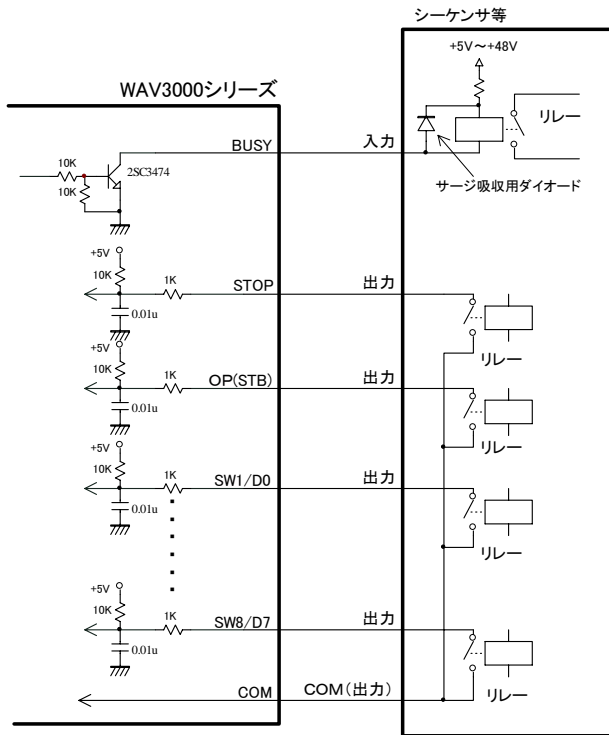 シーケンサ等
+5V～+48V
WAV3000シリーズ
リレー
BUSY 入力
10K
2SC3474
10K
サージ吸収用ダイオード
+5V
10K
1K
STOP 出力
0.01u
リレー
+5V
10K
1K
OP(STB) 出力
0.01u
リレー
+5V
10K
1K
SW1/D0 出力
0.01u
リレー
+5V
10K
1K
SW8/D7 出力
0.01u
リレー
COM COM(出力)